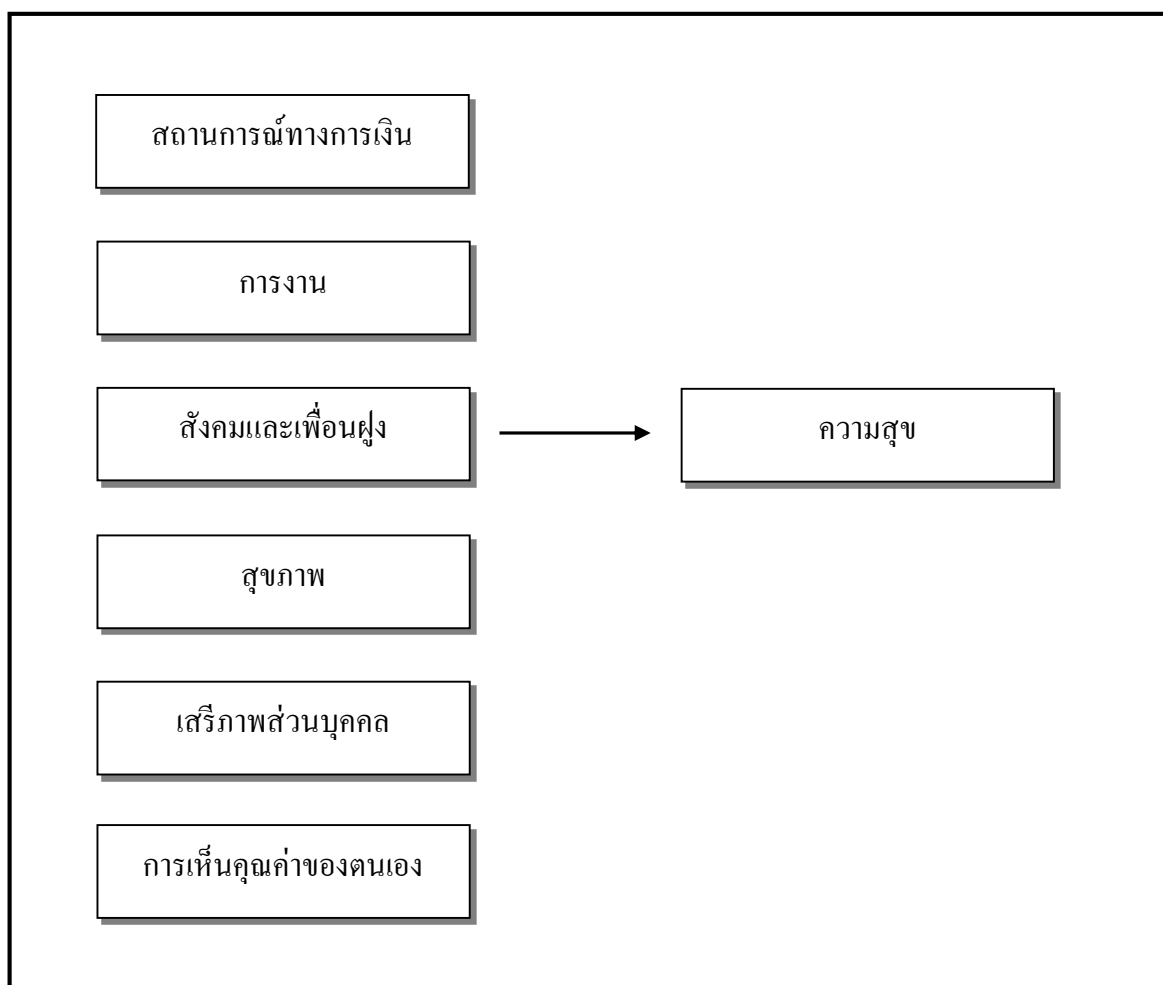 สถานการณ์ทางการเงิน
การงาน
สังคมและเพื่อนฝูง
ความสุข
สุขภาพ
เสรีภาพส่วนบุคคล
การเห็นคุณค่าของตนเอง